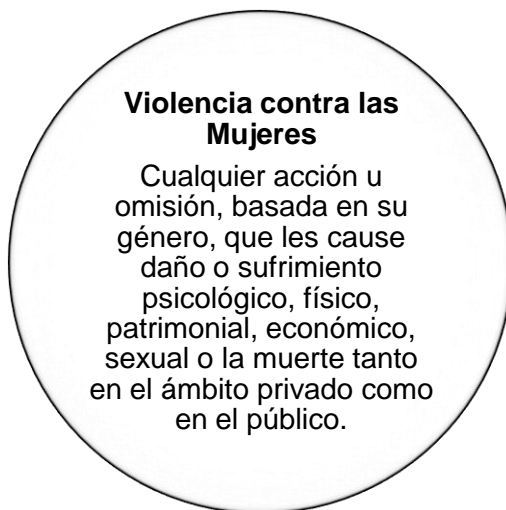 Violencia contra las
Mujeres
Cualquier acción u
omisión, basada en su
género, que les cause
daño o sufrimiento
psicológico, físico,
patrimonial, económico,
sexual o la muerte tanto
en el ámbito privado como
en el público.